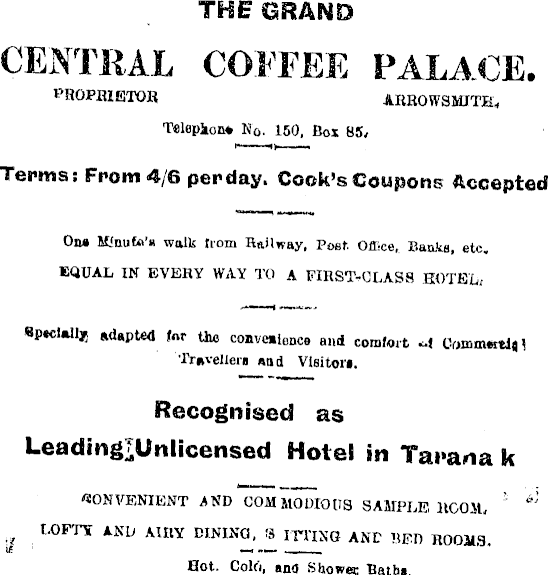 THE GRAND
CENTRAL COFFEE PALACE.
PROPRIETOR ARROWSMITH.
Telephone No. 150, Box 85.
Terms: From 4/6 per day. Cook's Coupons Accepted
One Minute's walk from Railway, Post Office, Banks, etc.
EQUAL IN EVERY WAY TO A FIRST-CLASS HOTEL.
Specially adapted for the convenience and comfort of Commercial
Travellers and Visitors.
Recognised as
Leading Unlicensed Hotel in Tarana k
CONVENIENT AND COMMODIOUS SAMPLE ROOM,
LOFTY AND AIRY DINING, SITTING AND BED ROOMS.
Hot, Cold, and Shower Baths.